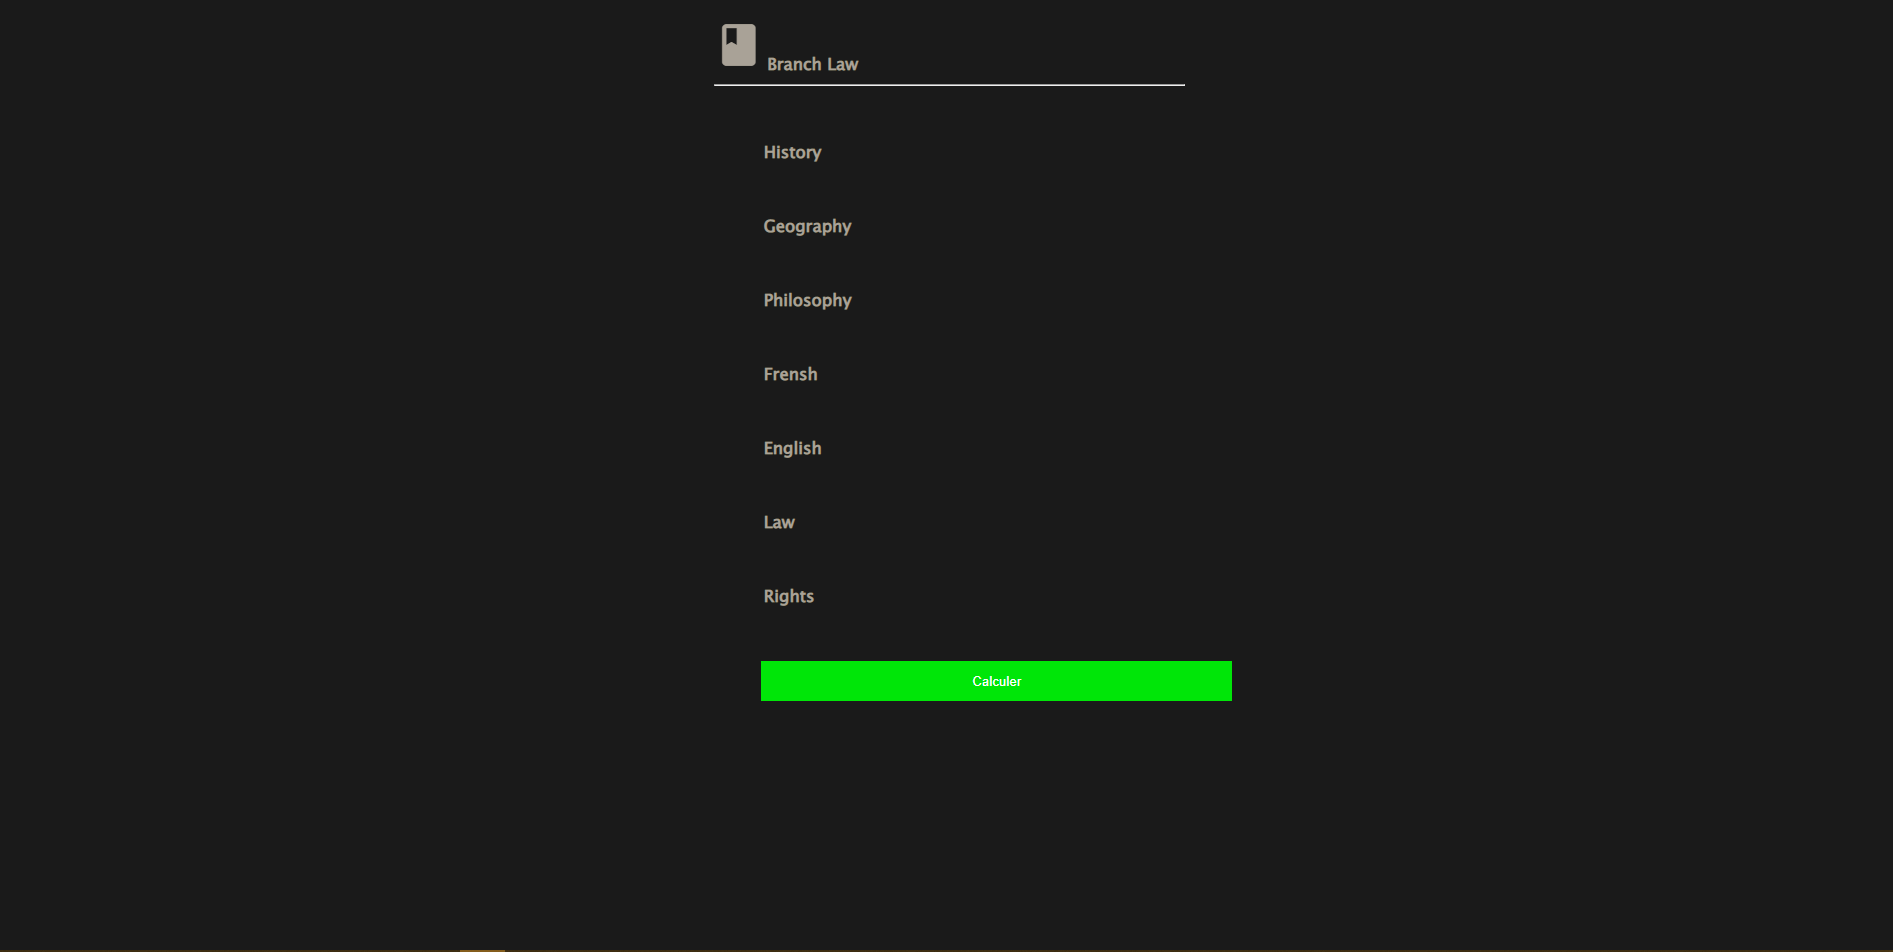 Branch Law
History
Geography
Philosophy
Frensh
English
Law
Rights
Calculer